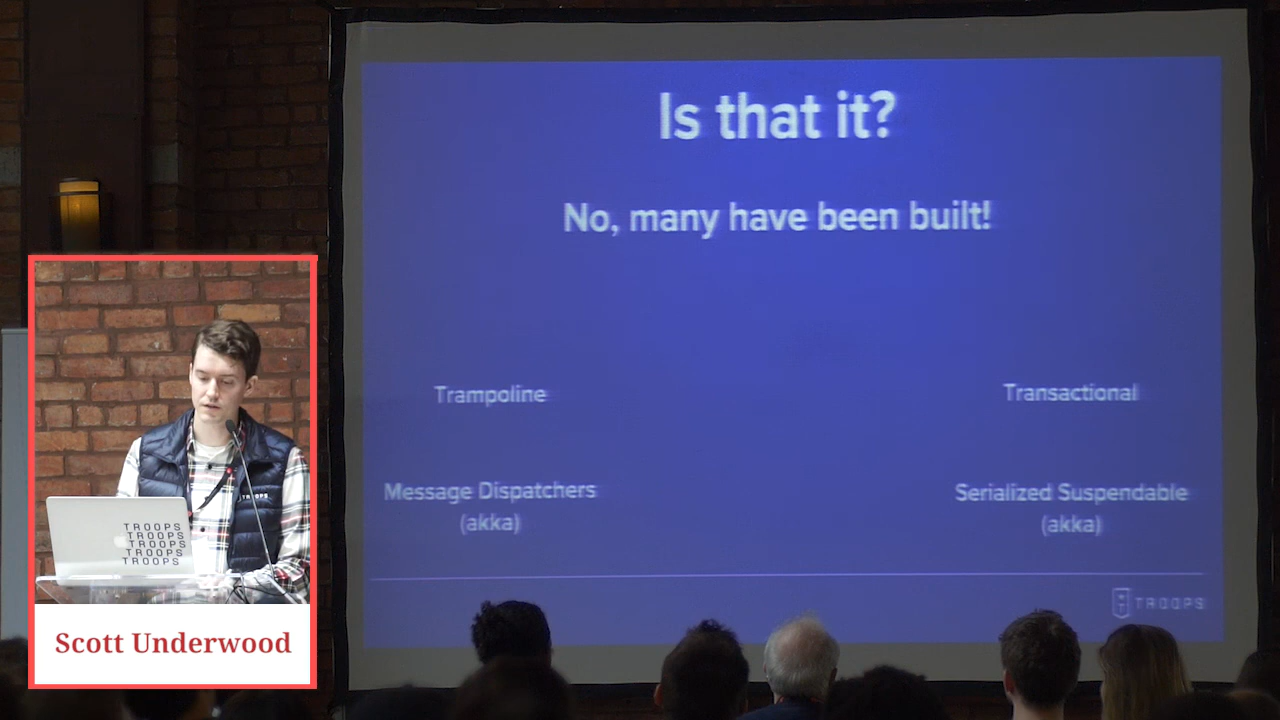 Is that it?
No, many have been built!
Trampoline
Transactional
Message Dispatchers
(akka)
Serialized Suspendable
(akka)
TROOPS
TROOPS
TROOPS
TROOPS
TROOPS
TROOPS
TROOPS
Scott Underwood